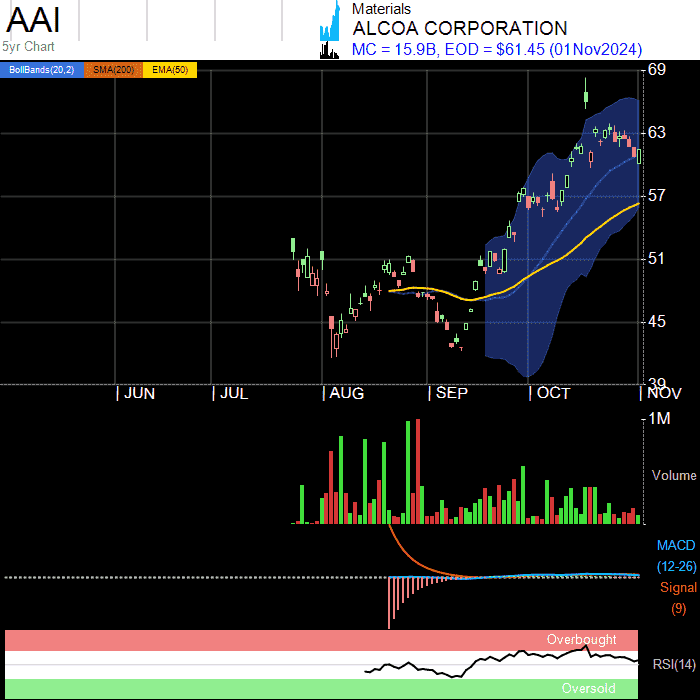 AAI
5yr Chart
Materials
ALCOA CORPORATION
MC = 15.9B, EOD = $61.45 (01Nov2024)
BollBands(20,2) SMA(200) EMA(50)
69
63
57
51
45
39
JUN JUL AUG SEP OCT NOV
1M
Volume
MACD
(12-26)
Signal
(9)
Overbought
RSI(14)
Oversold